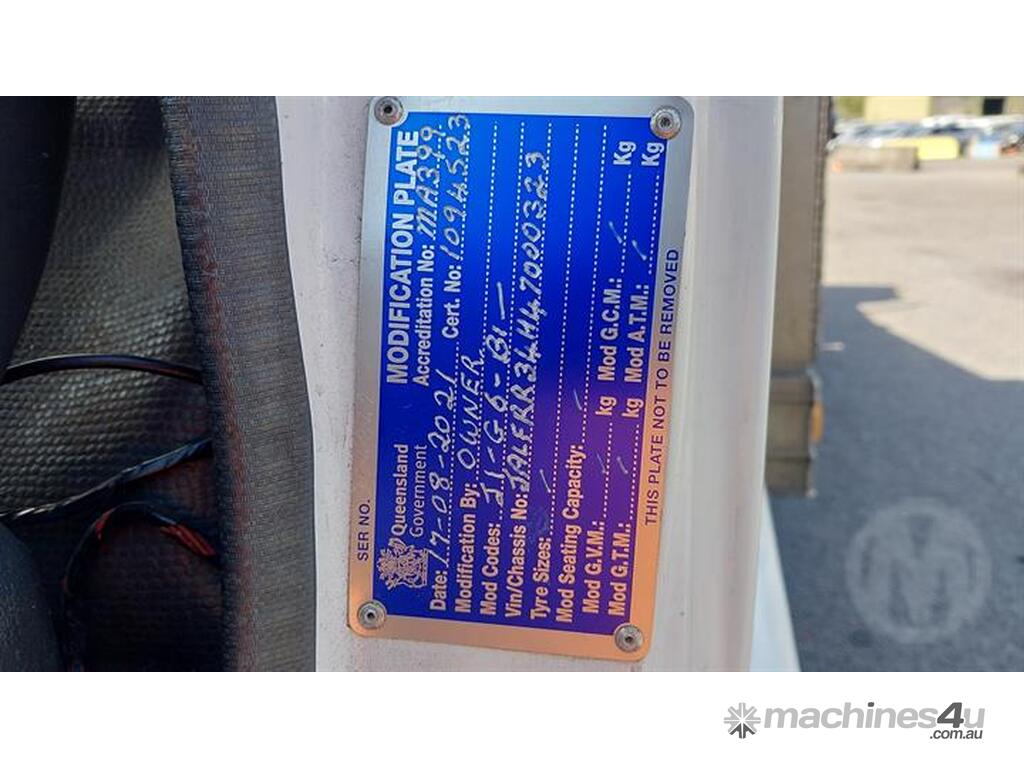 SER NO.
Queensland
Government
MODIFICATION PLATE
Accreditation No: MA399
Date: 17-08-2021 Cert. No: 1094523
Modification By: OWNER
Mod Codes: J1-G6-B1-
Vin/Chassis No: JALFRR34H47000323
Tyre Sizes:
Mod Seating Capacity:
Mod G.V.M.: kg Mod G.C.M.: Kg
Mod G.T.M.: kg Mod A.T.M.: Kg
THIS PLATE NOT TO BE REMOVED
M
machines4u
.com.au